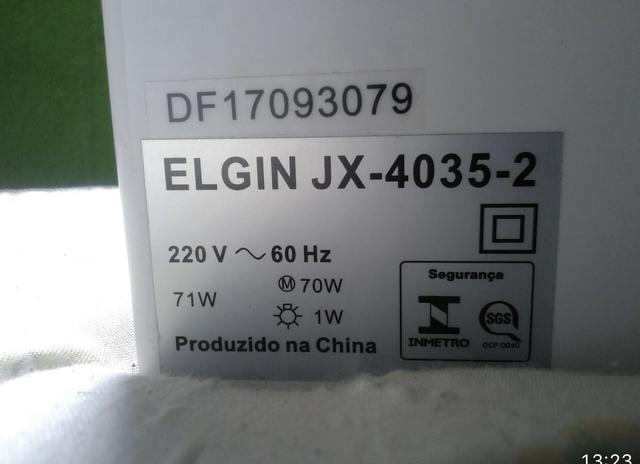 DF17093079
ELGIN JX-4035-2
220 V ~ 60 Hz
71W
M 70W
1W
Produzido na China
Segurança
INMETRO
SGS
OCP 0040
13:23